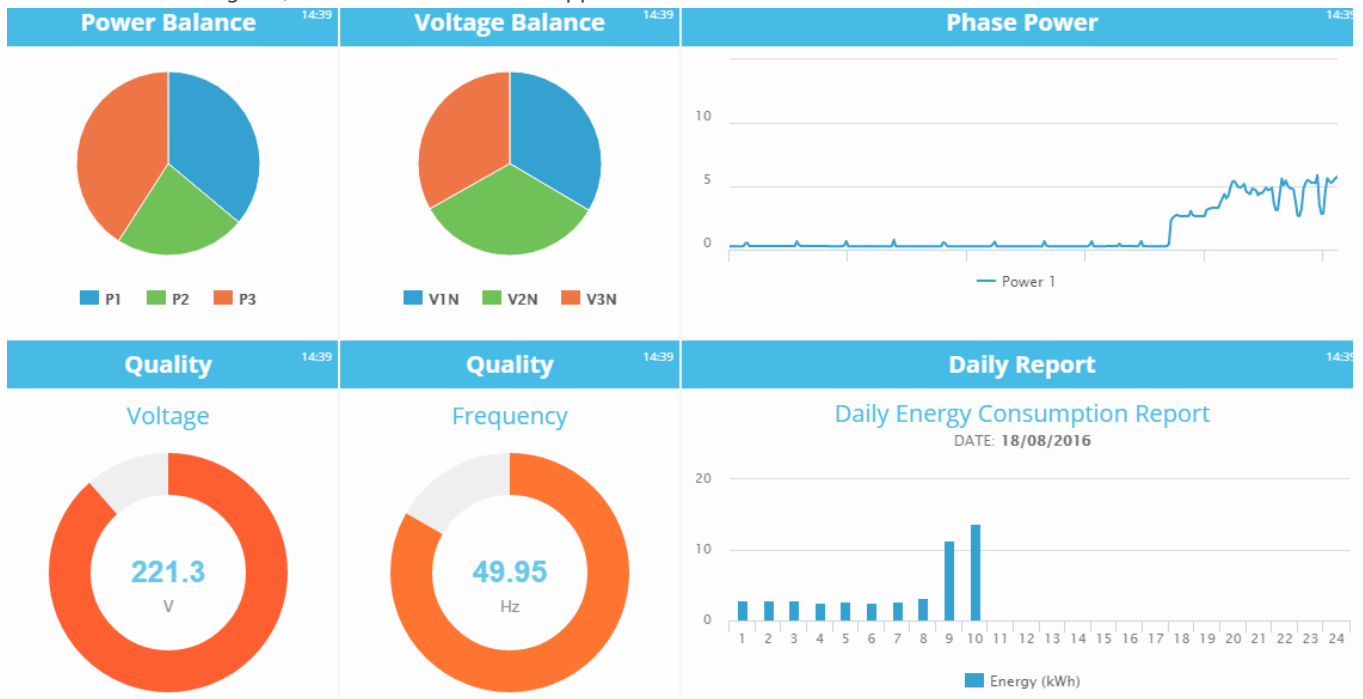 Power Balance 14:39
Voltage Balance 14:39
Phase Power 14:39
P1 P2 P3
V1N V2N V3N
10
5
0
Power 1
Quality 14:39
Quality 14:39
Daily Report 14:39
Voltage
221.3
V
Frequency
49.95
Hz
Daily Energy Consumption Report
DATE: 18/08/2016
20
10
0
1 2 3 4 5 6 7 8 9 10 11 12 13 14 15 16 17 18 19 20 21 22 23 24
Energy (kWh)